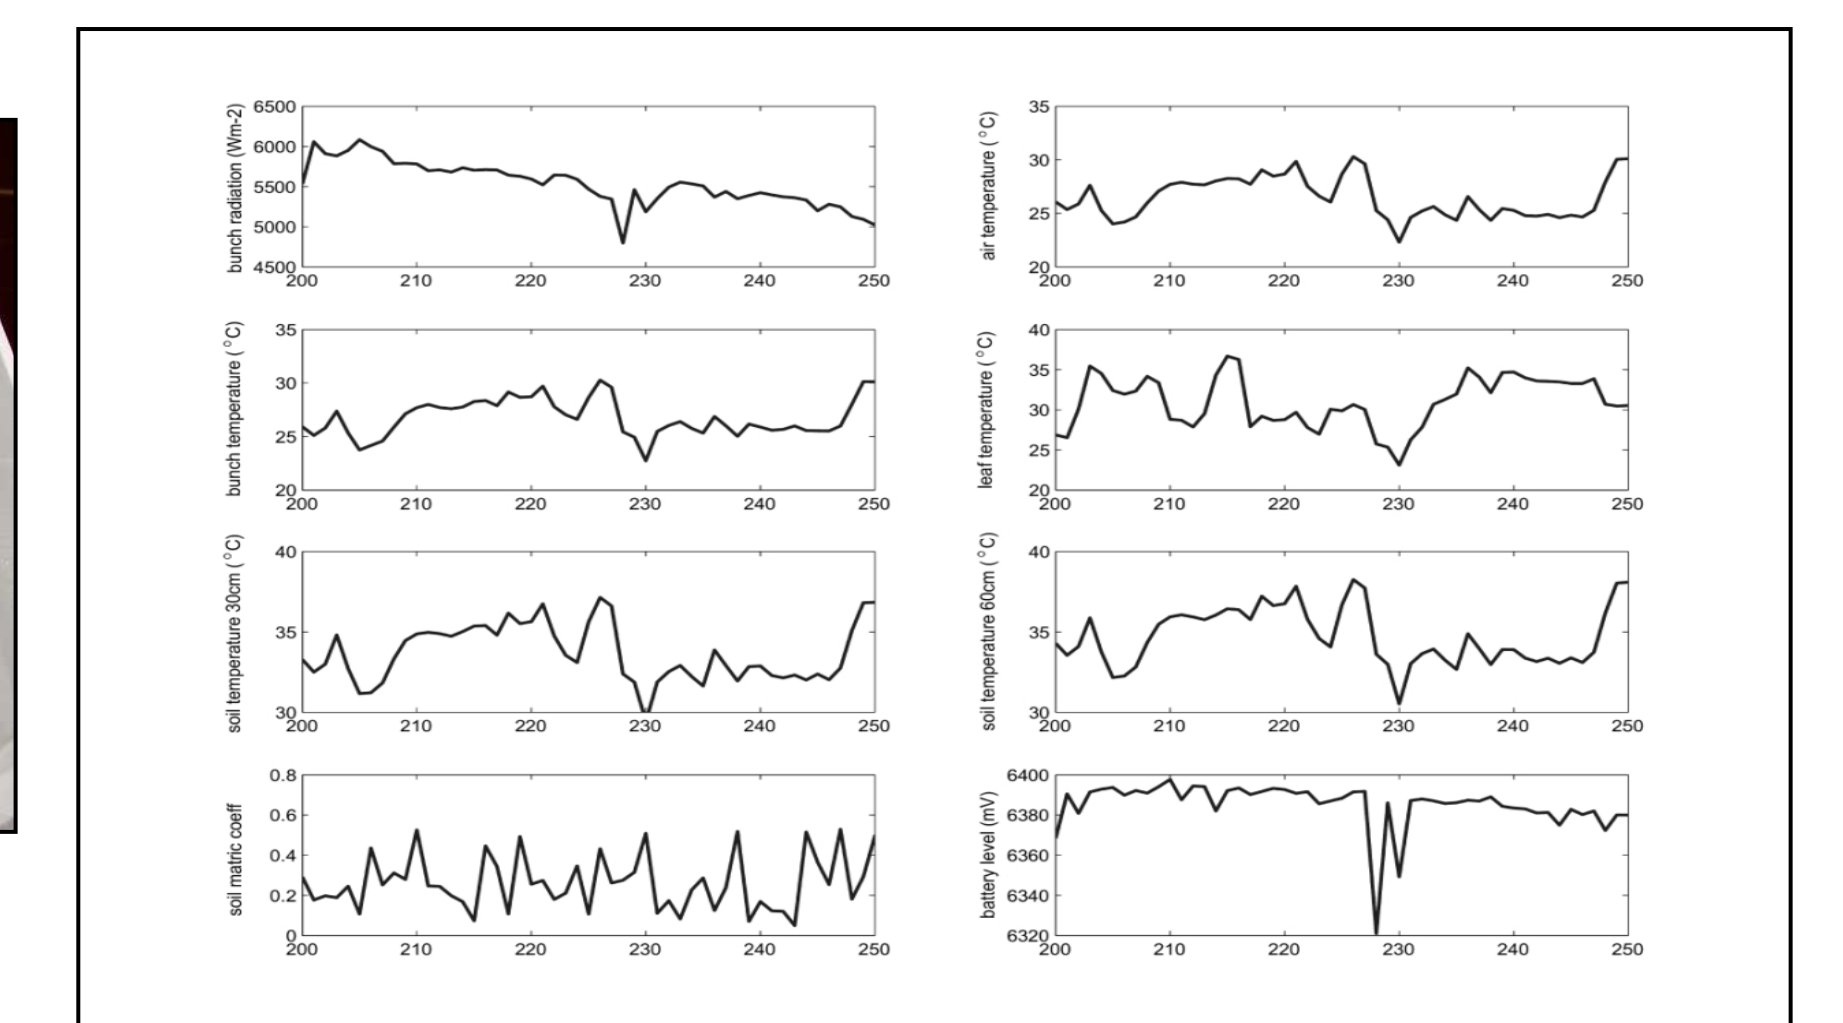 bunch radiation (Wm-2)
6500
6000
5500
5000
4500
200 210 220 230 240 250
air temperature (°C)
35
30
25
20
200 210 220 230 240 250
bunch temperature (°C)
35
30
25
20
200 210 220 230 240 250
leaf temperature (°C)
40
35
30
25
20
200 210 220 230 240 250
soil temperature 30cm (°C)
40
35
30
200 210 220 230 240 250
soil temperature 60cm (°C)
40
35
30
200 210 220 230 240 250
soil matric coeff
0.8
0.6
0.4
0.2
0
200 210 220 230 240 250
battery level (mV)
6400
6380
6360
6340
6320
200 210 220 230 240 250